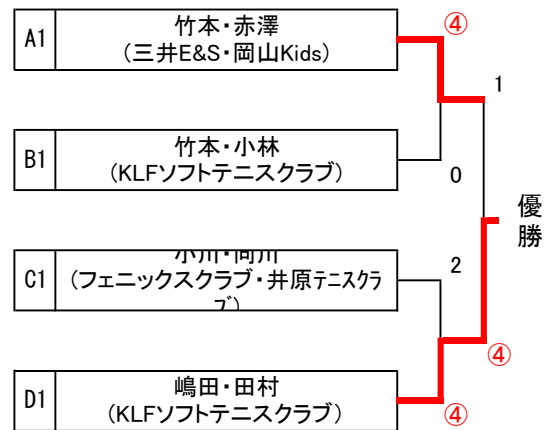 A1
竹本・赤澤
(三井E&S・岡山Kids)
④
1
B1
竹本・小林
(KLFソフトテニスクラブ)
0
優勝
C1
(フェニックスクラブ・井原テニスクラ
ブ)
2
④
D1
嶋田・田村
(KLFソフトテニスクラブ)
④